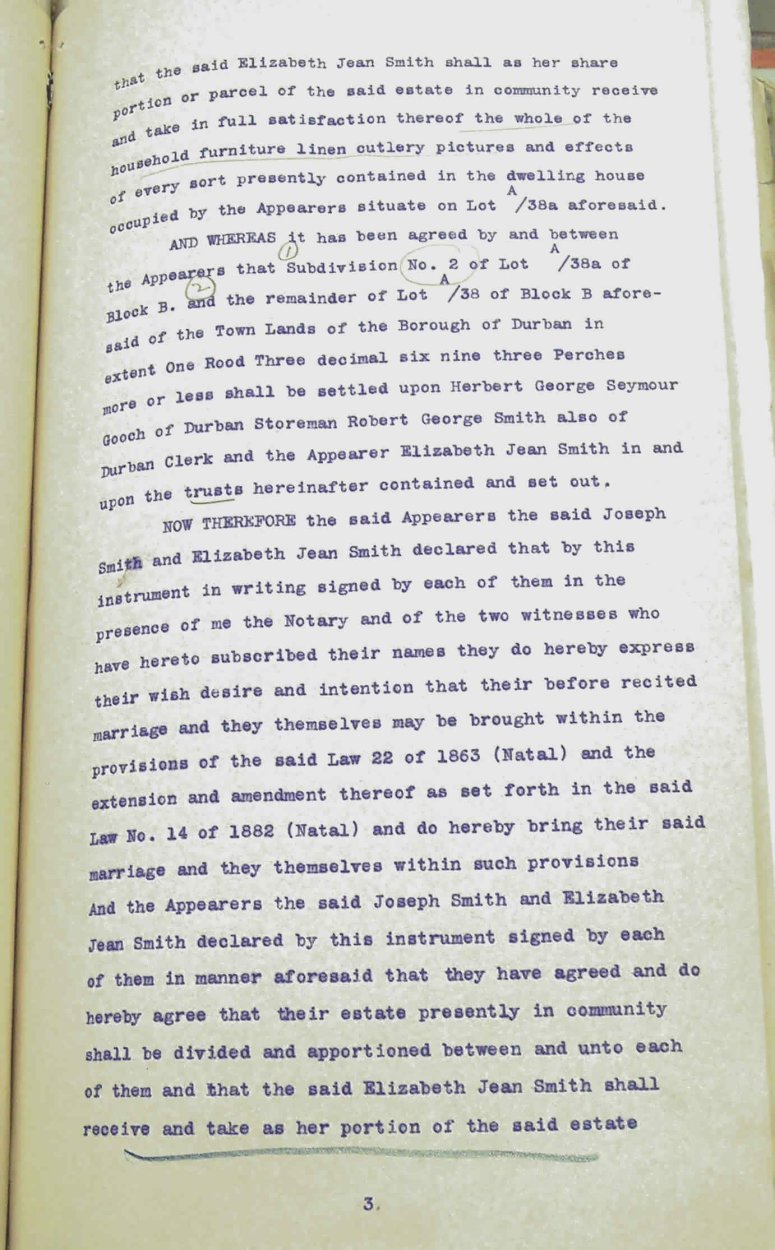 that the said Elizabeth Jean Smith shall as her share
portion or parcel of the said estate in community receive
and take in full satisfaction thereof the whole of the
household furniture linen cutlery pictures and effects
of every sort presently contained in the dwelling house
occupied by the Appearers situate on Lot A/38a aforesaid.
AND WHEREAS it has been agreed by and between
the Appearers that (1) Subdivision No. 2 of Lot A/38a of
Block B. (2) and the remainder of Lot A/38 of Block B afore-
said of the Town Lands of the Borough of Durban in
extent One Rood Three decimal six nine three Perches
more or less shall be settled upon Herbert George Seymour
Gooch of Durban Storeman Robert George Smith also of
Durban Clerk and the Appearer Elizabeth Jean Smith in and
upon the trusts hereinafter contained and set out.
NOW THEREFORE the said Appearers the said Joseph
Smith and Elizabeth Jean Smith declared that by this
instrument in writing signed by each of them in the
presence of me the Notary and of the two witnesses who
have hereto subscribed their names they do hereby express
their wish desire and intention that their before recited
marriage and they themselves may be brought within the
provisions of the said Law 22 of 1863 (Natal) and the
extension and amendment thereof as set forth in the said
Law No. 14 of 1882 (Natal) and do hereby bring their said
marriage and they themselves within such provisions
And the Appearers the said Joseph Smith and Elizabeth
Jean Smith declared by this instrument signed by each
of them in manner aforesaid that they have agreed and do
hereby agree that their estate presently in community
shall be divided and apportioned between and unto each
of them and that the said Elizabeth Jean Smith shall
receive and take as her portion of the said estate
3.